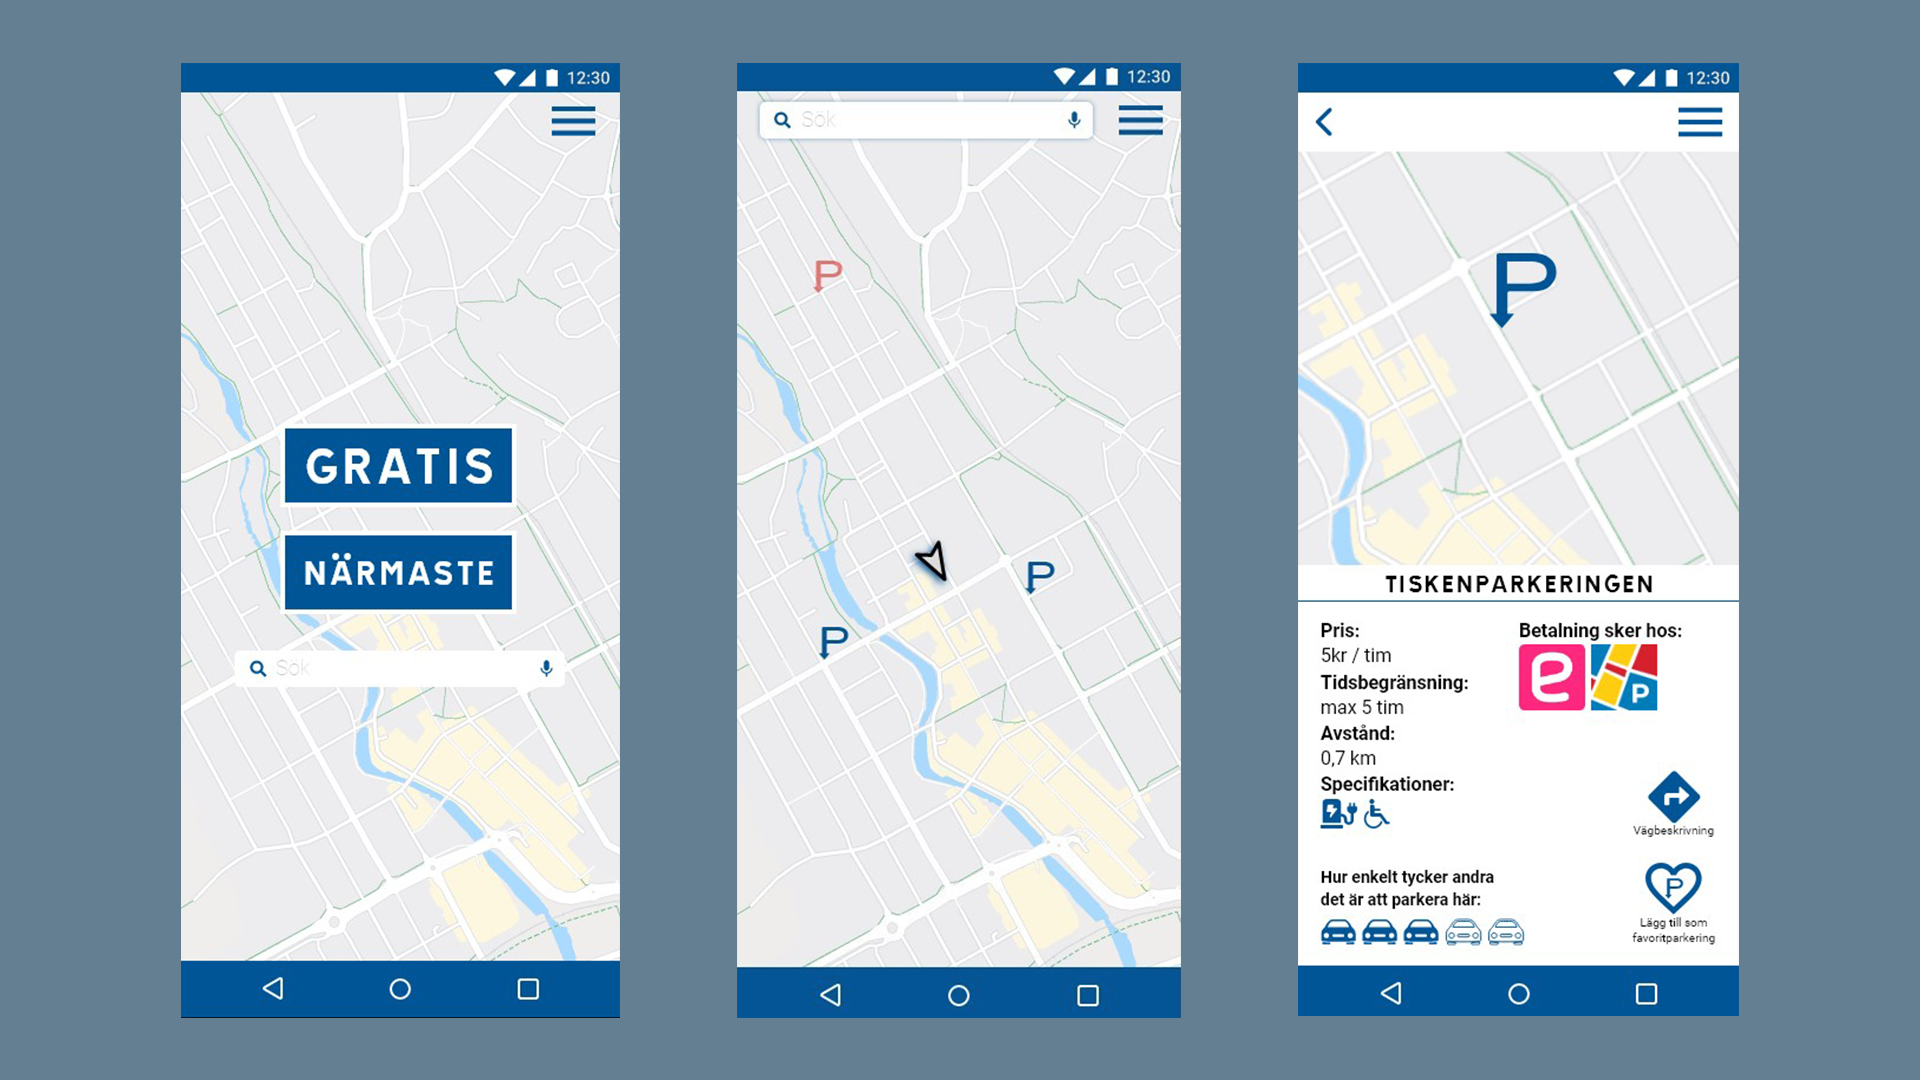 12:30
GRATIS
NÄRMASTE
Sök
12:30
Sök
P
P
P
12:30
P
TISKENPARKERINGEN
Pris:
5kr / tim
Tidsbegränsning:
max 5 tim
Avstånd:
0,7 km
Specifikationer:
Betalning sker hos:
e
P
Vägbeskrivning
Hur enkelt tycker andra
det är att parkera här:
P
Lägg till som
favoritparkering